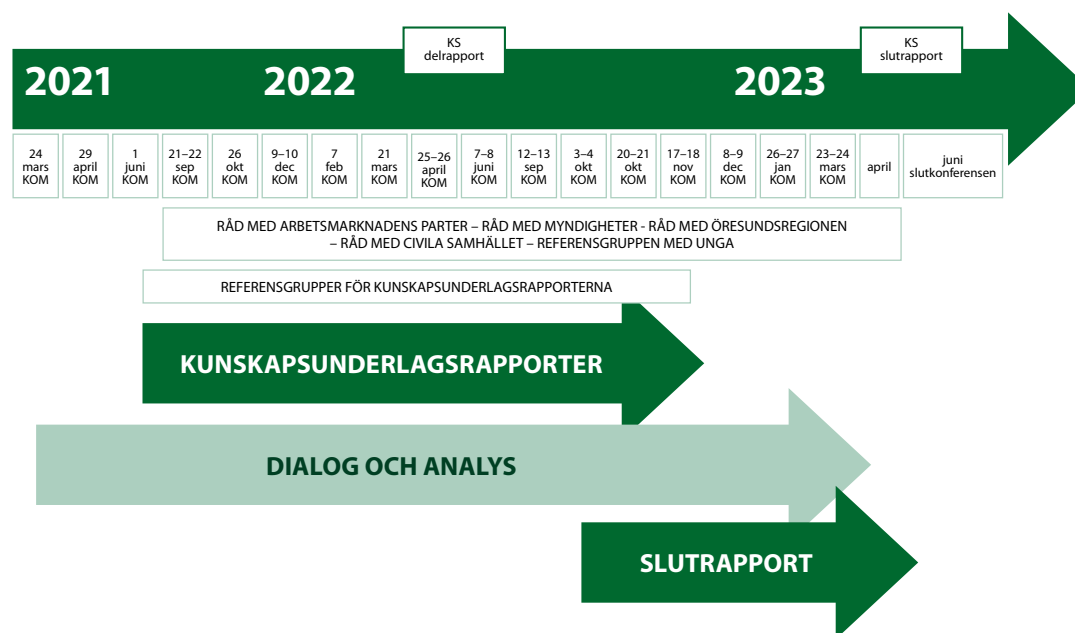 KS
delrapport
KS
slutrapport
2021
2022
2023
24
mars
KOM
29
april
KOM
1
juni
KOM
21–22
sep
KOM
26
okt
KOM
9–10
dec
KOM
7
feb
KOM
21
mars
KOM
25–26
april
KOM
7–8
juni
KOM
12–13
sep
KOM
3–4
okt
KOM
20–21
okt
KOM
17–18
nov
KOM
8–9
dec
KOM
26–27
jan
KOM
23–24
mars
KOM
april
juni
slutkonferensen
RÅD MED ARBETSMARKNADENS PARTER – RÅD MED MYNDIGHETER - RÅD MED ÖRESUNDSREGIONEN
– RÅD MED CIVILA SAMHÄLLET – REFERENSGRUPPEN MED UNGA
REFERENSGRUPPER FÖR KUNSKAPSUNDERLAGSRAPPORTERNA
KUNSKAPSUNDERLAGSRAPPORTER
DIALOG OCH ANALYS
SLUTRAPPORT